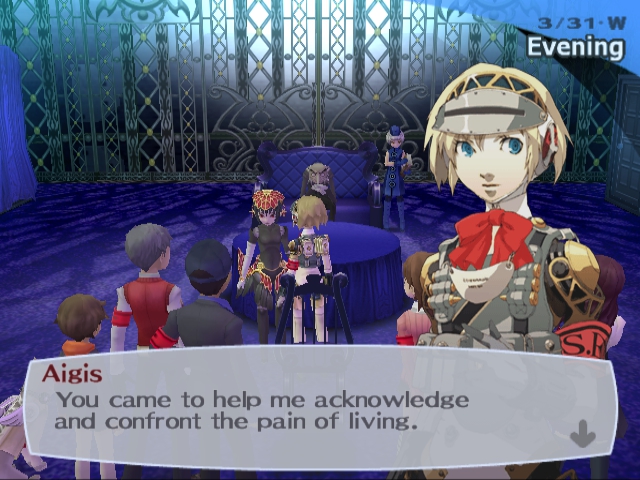 3/31・W
Evening
S.
Aigis
You came to help me acknowledge
and confront the pain of living.